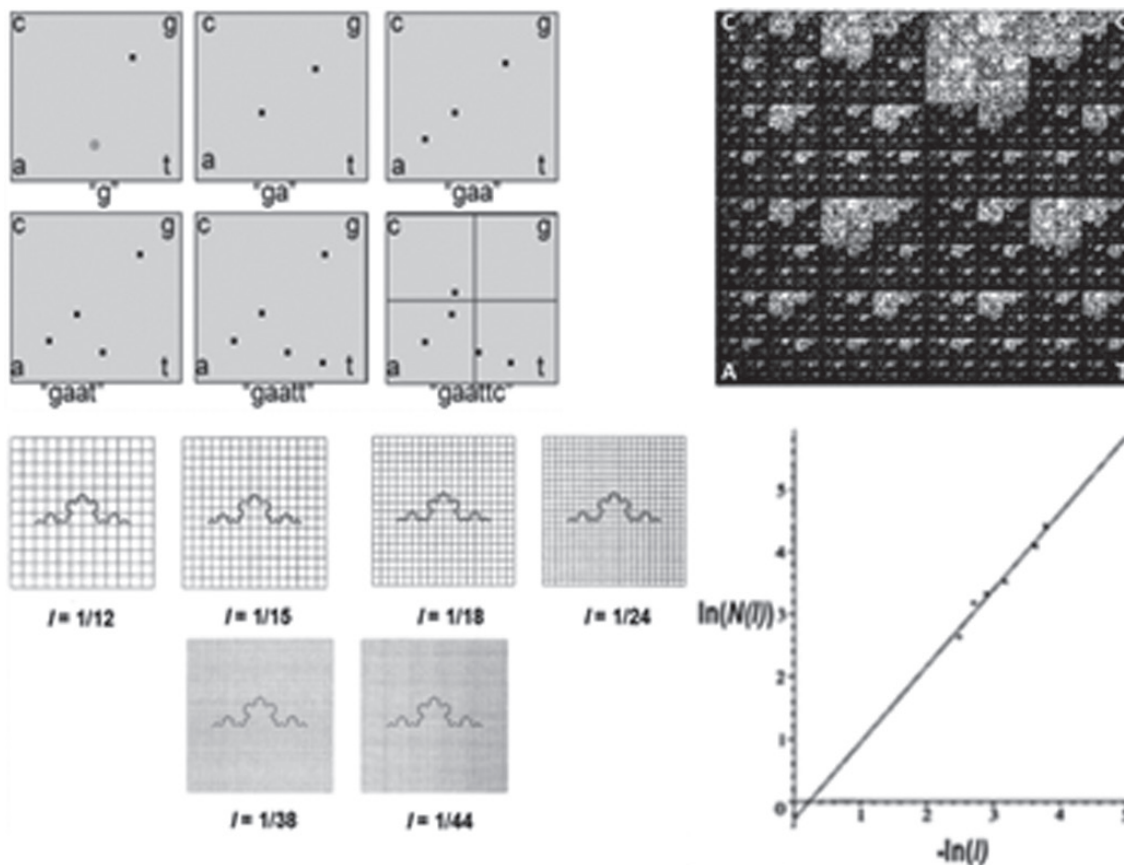 c g
a t
"g"
c g
a t
"ga"
c g
a t
"gaa"
c g
a t
"gaat"
c g
a t
"gaatt"
c g
a t
"gaattc"
C
A
l = 1/12
l = 1/15
l = 1/18
l = 1/24
l = 1/38
l = 1/44
5
4
3
2
1
0
ln(N(l))
1 2 3 4
-ln(l)